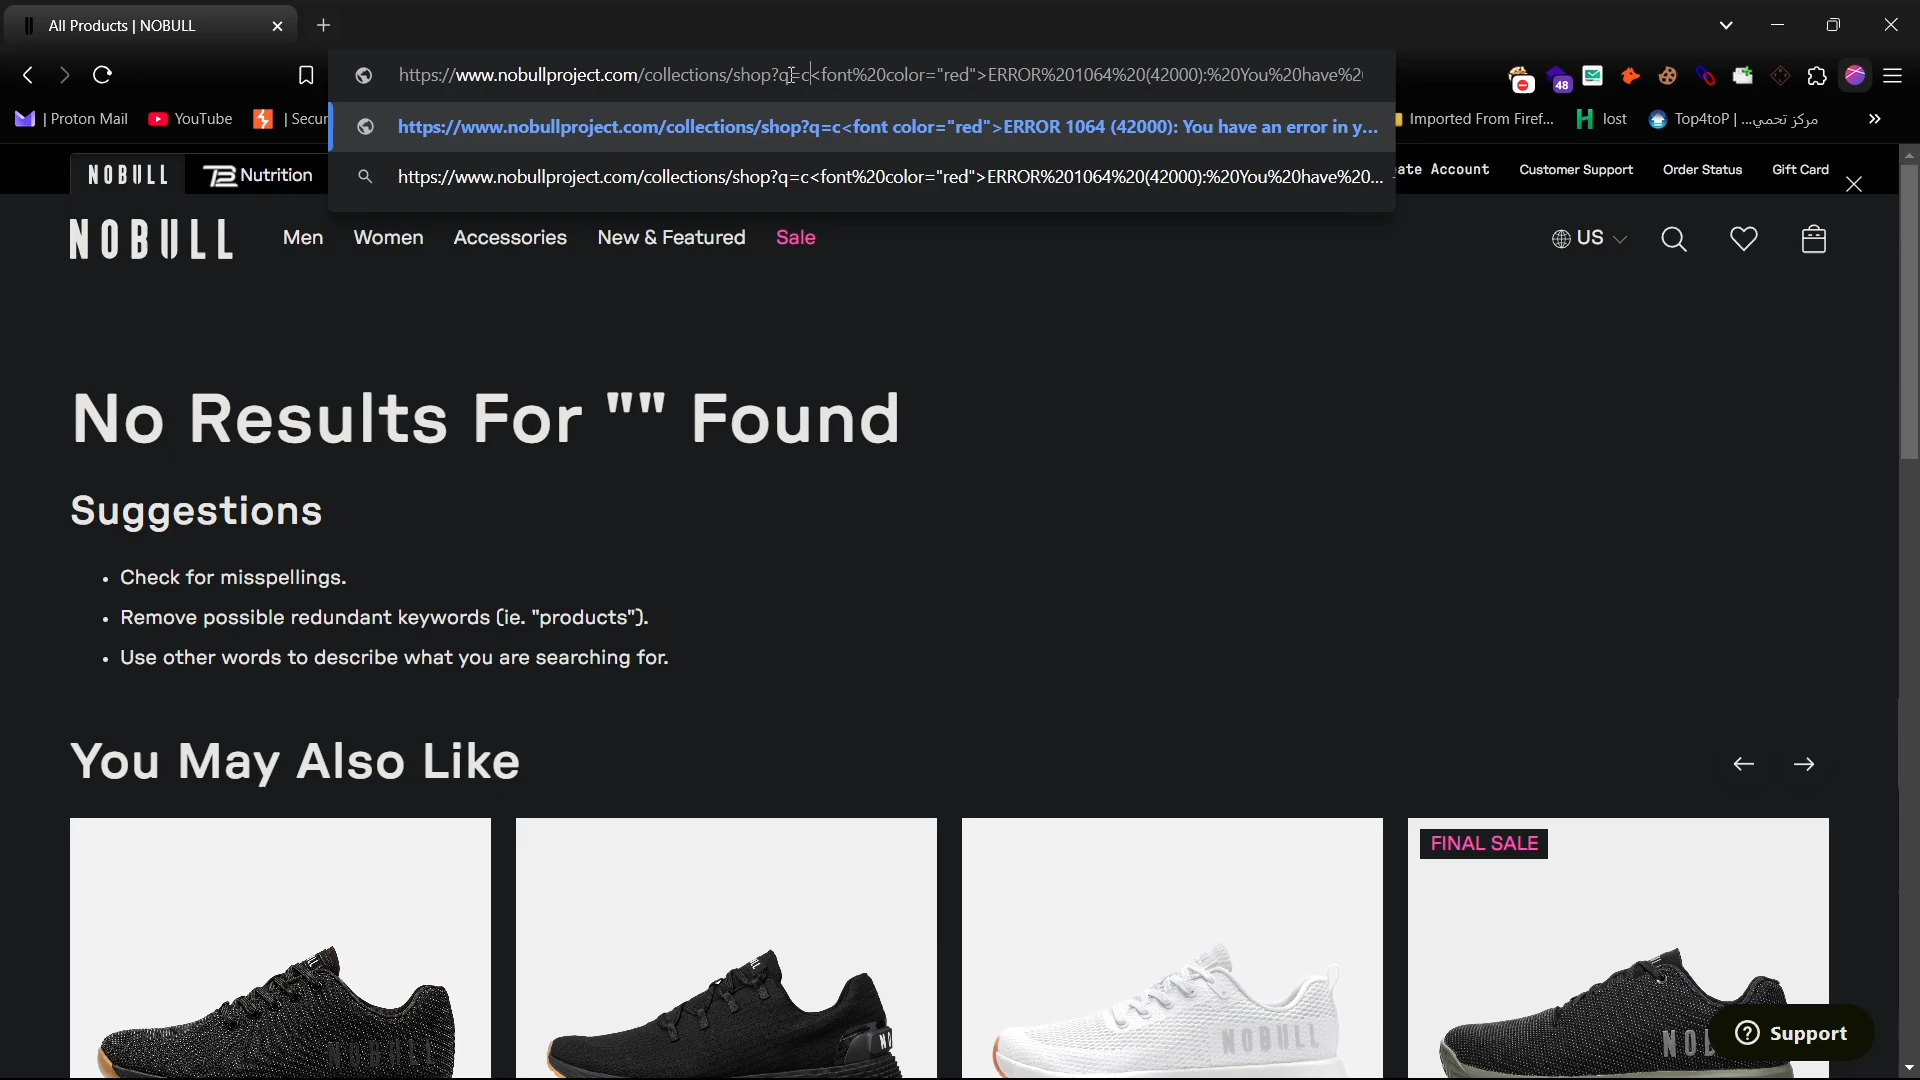 All Products | NOBULL
https://www.nobullproject.com/collections/shop?q=c<font%20color="red">ERROR%201064%20(42000):%20You%20have%2
48
| Proton Mail
YouTube
| Secur
https://www.nobullproject.com/collections/shop?q=c<font color="red">ERROR 1064 (42000): You have an error in y...
Imported From Firef...
lost
Top4toP | ...مركز تحمي
NOBULL
TB Nutrition
https://www.nobullproject.com/collections/shop?q=c<font%20color="red">ERROR%201064%20(42000):%20You%20have%20...
ate Account
Customer Support
Order Status
Gift Card
NOBULL
Men
Women
Accessories
New & Featured
Sale
US
No Results For "" Found
Suggestions
• Check for misspellings.
• Remove possible redundant keywords (ie. "products").
• Use other words to describe what you are searching for.
You May Also Like
FINAL SALE
NOBULL
NOBULL
NOBUL
Support